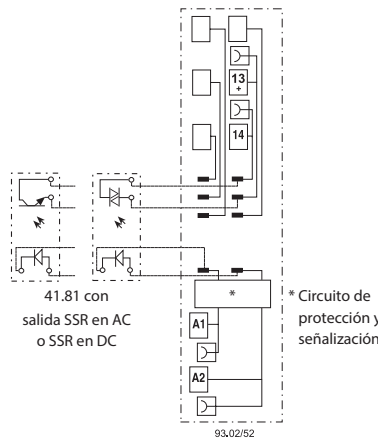 13
+
14
41.81 con
salida SSR en AC
o SSR en DC
*
* Circuito de
protección y
señalización
A1
A2
93.02/52